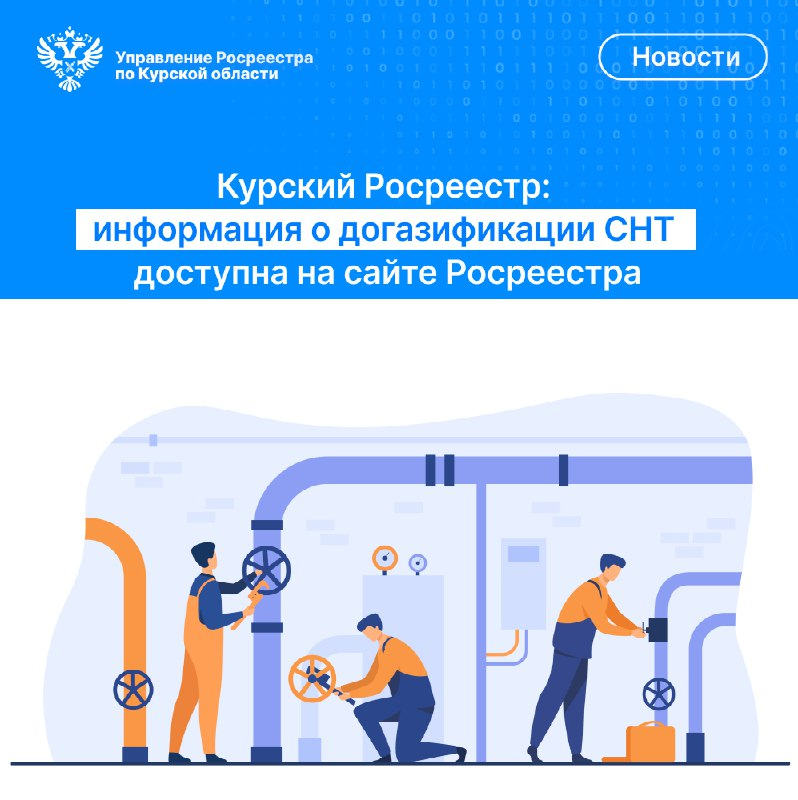 Управление Росреестра
по Курской области
Новости
Курский Росреестр:
информация о догазификации СНТ
доступна на сайте Росреестра